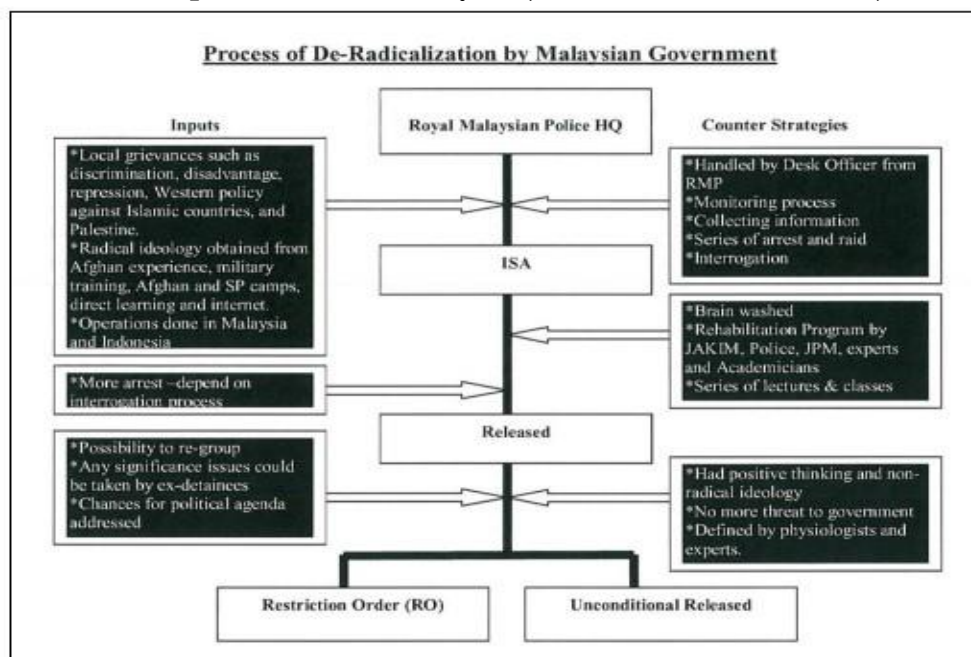 Process of De-Radicalization by Malaysian Government
Inputs
Royal Malaysian Police HQ
Counter Strategies
*Local grievances such as
discrimination, disadvantage,
repression, Western policy
against Islamic countries, and
Palestine.
*Radical ideology obtained from
Afghan experience, military
training, Afghan and SP camps,
direct learning and internet.
*Operations done in Malaysia
and Indonesia
*Handled by Desk Officer from
RMP
*Monitoring process
*Collecting information
*Series of arrest and raid
*Interrogation
ISA
*Brain washed
*Rehabilitation Program by
JAKIM, Police, JPM, experts
and Academicians
*Series of lectures & classes
*More arrest –depend on
interrogation process
Released
*Possibility to re-group
*Any significance issues could
be taken by ex-detainees
*Chances for political agenda
addressed
*Had positive thinking and non-
radical ideology
*No more threat to government
*Defined by physiologists and
experts.
Restriction Order (RO)
Unconditional Released